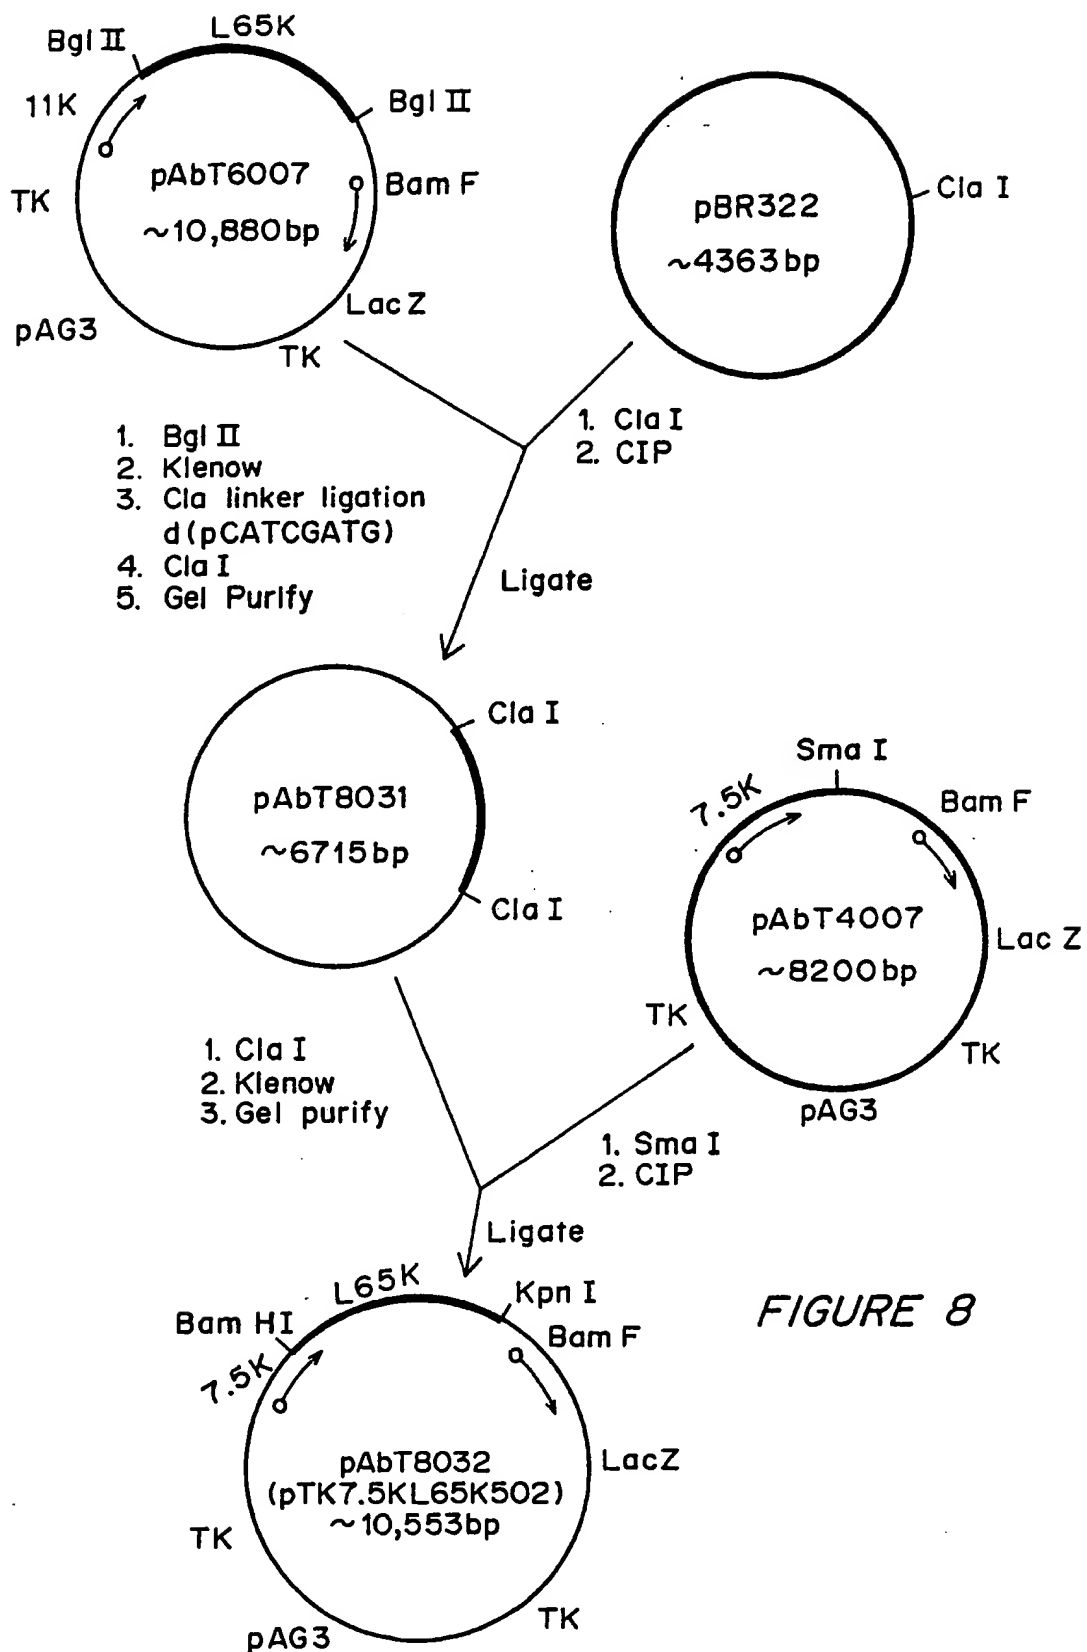 L65K
Bgl II
Bgl II
11K
pAbT6007
~10,880bp
Bam F
TK
LacZ
pAG3
TK
pBR322
~4363bp
Cla I
1. Bgl II
2. Klenow
3. Cla linker ligation
d(pCATCGATG)
4. Cla I
5. Gel Purify
1. Cla I
2. CIP
Ligate
Cla I
pAbT8031
~6715bp
Cla I
Sma I
7.5K
Bam F
pAbT4007
~8200bp
Lac Z
TK
TK
pAG3
1. Cla I
2. Klenow
3. Gel purify
1. Sma I
2. CIP
Ligate
L65K
Kpn I
Bam HI
Bam F
7.5K
pAbT8032
(pTK7.5KL65K502)
~10,553bp
LacZ
TK
TK
pAG3
FIGURE 8